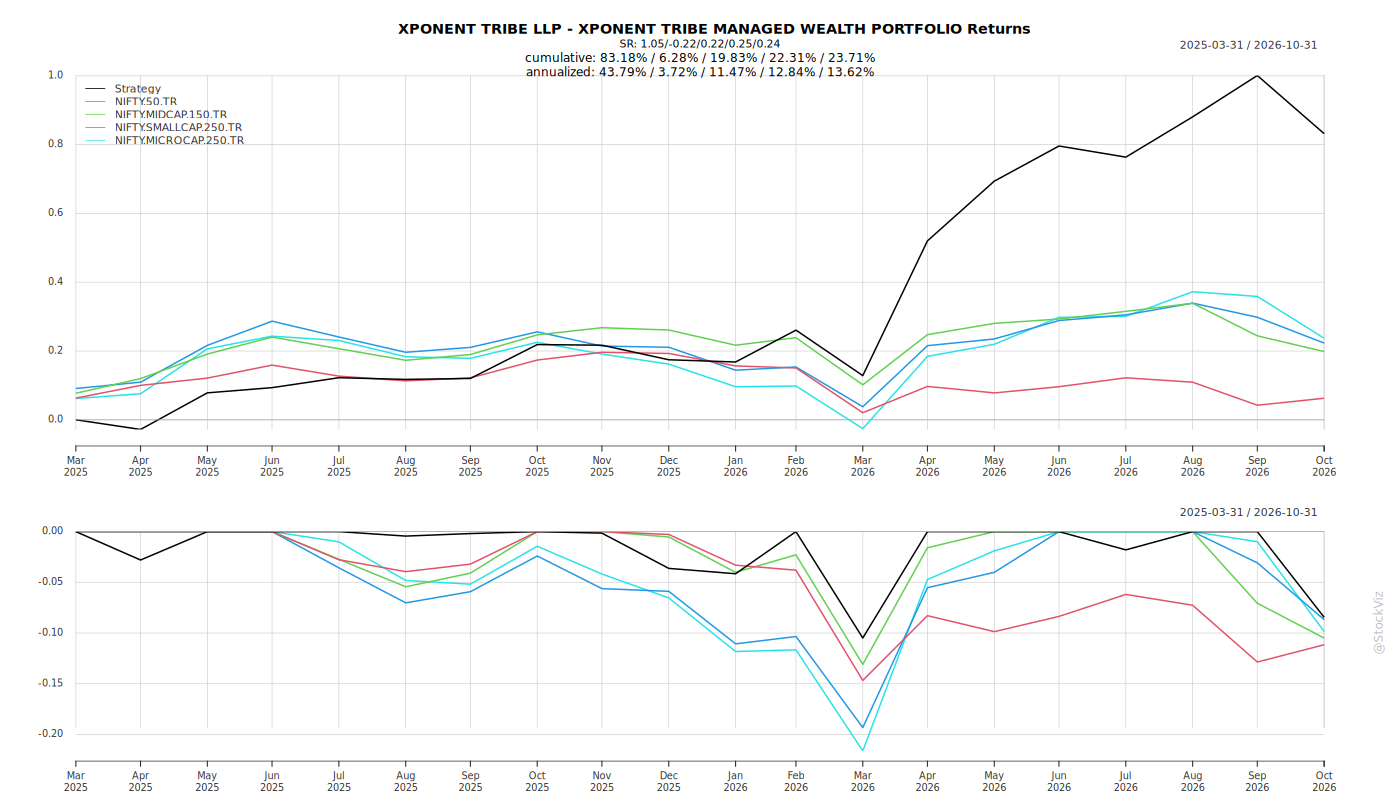 XPONENT TRIBE LLP - XPONENT TRIBE MANAGED WEALTH PORTFOLIO Returns
SR: 1.05/-0.22/0.22/0.25/0.24
cumulative: 83.18% / 6.28% / 19.83% / 22.31% / 23.71%
annualized: 43.79% / 3.72% / 11.47% / 12.84% / 13.62%
2025-03-31 / 2026-10-31
Strategy
NIFTY.50.TR
NIFTY.MIDCAP.150.TR
NIFTY.SMALLCAP.250.TR
NIFTY.MICROCAP.250.TR
1.0
0.8
0.6
0.4
0.2
0.0
Mar Apr May Jun Jul Aug Sep Oct Nov Dec Jan Feb Mar Apr May Jun Jul Aug Sep Oct
2025 2025 2025 2025 2025 2025 2025 2025 2025 2025 2026 2026 2026 2026 2026 2026 2026 2026 2026 2026
2025-03-31 / 2026-10-31
0.00
-0.05
-0.10
-0.15
-0.20
Mar Apr May Jun Jul Aug Sep Oct Nov Dec Jan Feb Mar Apr May Jun Jul Aug Sep Oct
2025 2025 2025 2025 2025 2025 2025 2025 2025 2025 2026 2026 2026 2026 2026 2026 2026 2026 2026 2026
@StockViz